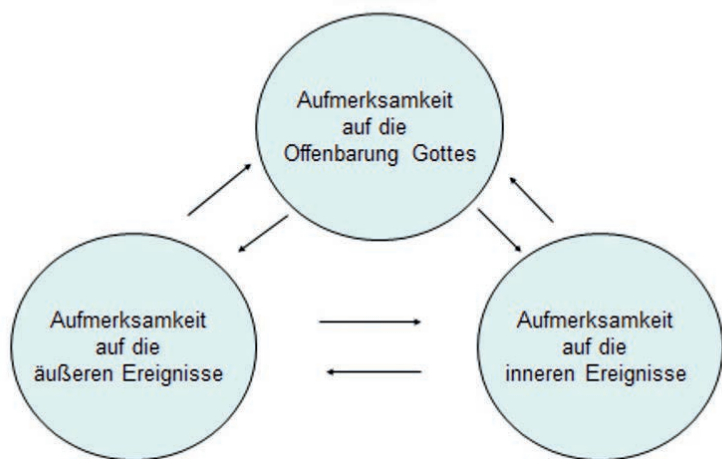 Aufmerksamkeit
auf die
Offenbarung Gottes
Aufmerksamkeit
auf die
äußeren Ereignisse
Aufmerksamkeit
auf die
inneren Ereignisse